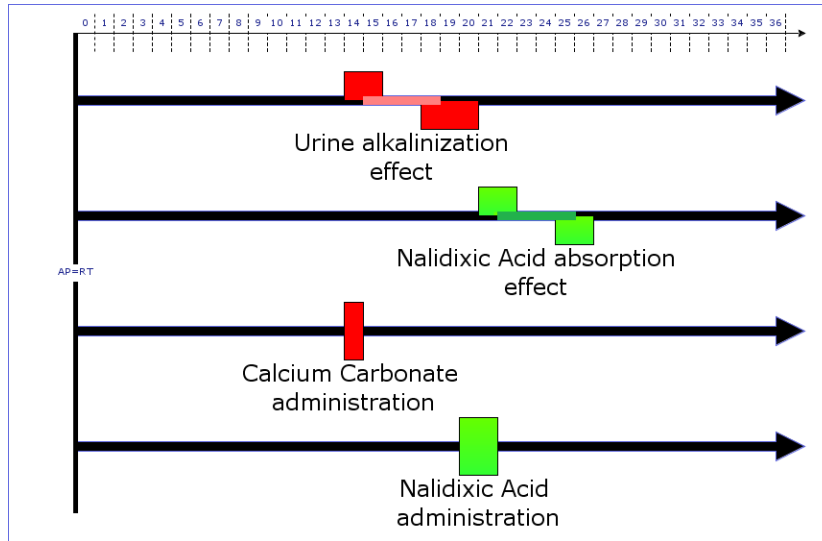 0 1 2 3 4 5 6 7 8 9 10 11 12 13 14 15 16 17 18 19 20 21 22 23 24 25 26 27 28 29 30 31 32 33 34 35 36
Urine alkalinization
effect
Nalidixic Acid absorption
effect
AP=RT
Calcium Carbonate
administration
Nalidixic Acid
administration